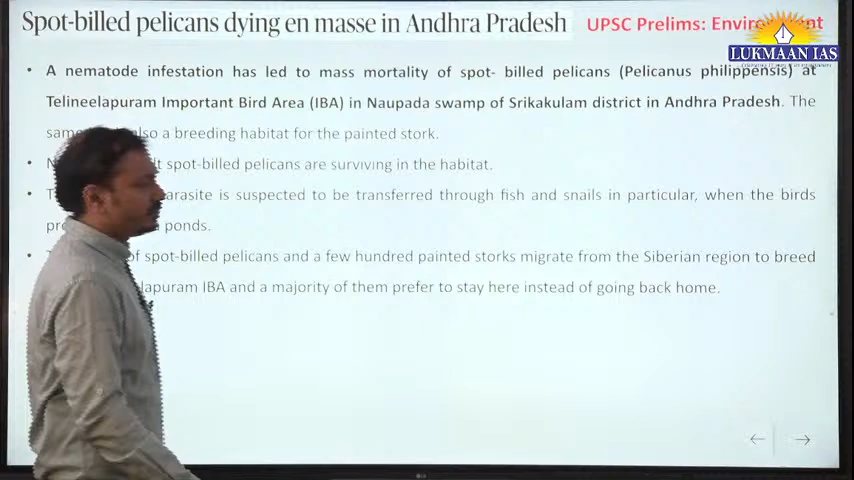 Spot-billed pelicans dying en masse in Andhra Pradesh
UPSC Prelims: Enviro nt
LUKMAAN IAS
• A nematode infestation has led to mass mortality of spot- billed pelicans (Pelicanus philippensis) at
Telineelapuram Important Bird Area (IBA) in Naupada swamp of Srikakulam district in Andhra Pradesh. The
also a breeding habitat for the painted stork.
• spot-billed pelicans are surviving in the habitat.
• arasite is suspected to be transferred through fish and snails in particular, when the birds
ponds.
• of spot-billed pelicans and a few hundred painted storks migrate from the Siberian region to breed
lapuram IBA and a majority of them prefer to stay here instead of going back home.